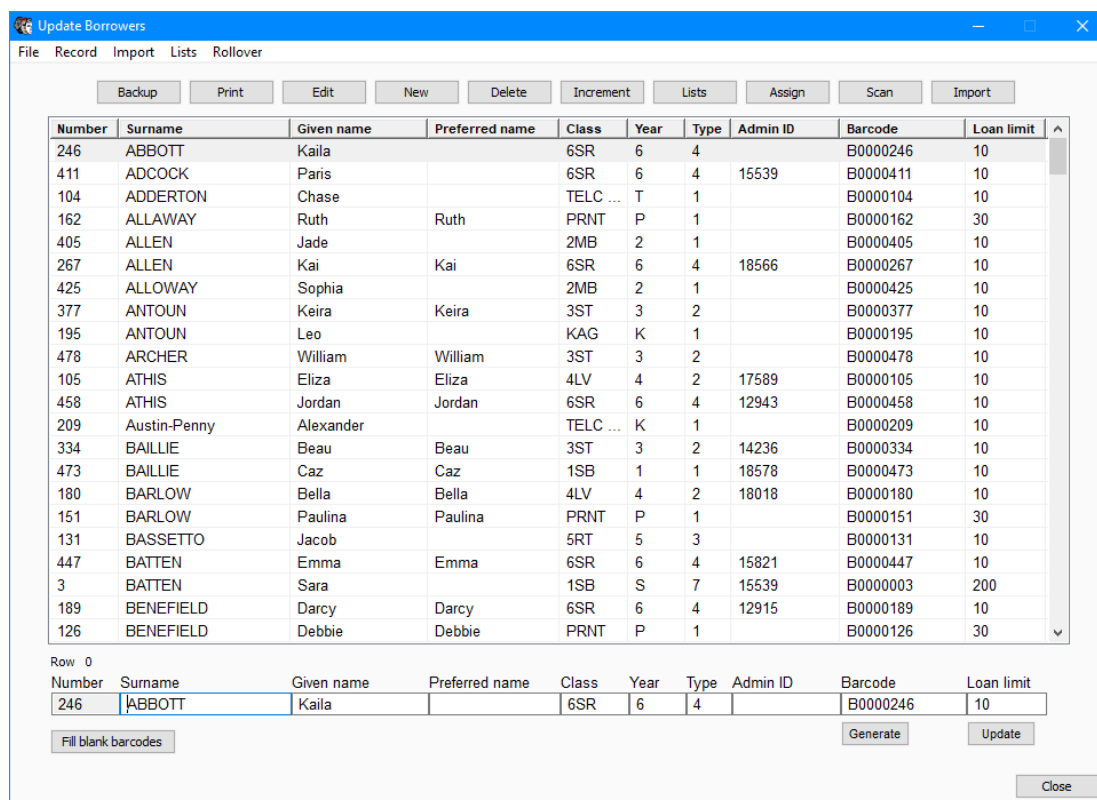 Update Borrowers
File Record Import Lists Rollover
Backup Print Edit New Delete Increment Lists Assign Scan Import
Number Surname Given name Preferred name Class Year Type Admin ID Barcode Loan limit
246 ABBOTT Kaila 6SR 6 4 B0000246 10
411 ADCOCK Paris 6SR 6 4 15539 B0000411 10
104 ADDERTON Chase TELC ... T 1 B0000104 10
162 ALLAWAY Ruth Ruth PRNT P 1 B0000162 30
405 ALLEN Jade 2MB 2 1 B0000405 10
267 ALLEN Kai Kai 6SR 6 4 18566 B0000267 10
425 ALLOWAY Sophia 2MB 2 1 B0000425 10
377 ANTOUN Keira Keira 3ST 3 2 B0000377 10
195 ANTOUN Leo KAG K 1 B0000195 10
478 ARCHER William William 3ST 3 2 B0000478 10
105 ATHIS Eliza Eliza 4LV 4 2 17589 B0000105 10
458 ATHIS Jordan Jordan 6SR 6 4 12943 B0000458 10
209 Austin-Penny Alexander TELC ... K 1 B0000209 10
334 BAILLIE Beau Beau 3ST 3 2 14236 B0000334 10
473 BAILLIE Caz Caz 1SB 1 1 18578 B0000473 10
180 BARLOW Bella Bella 4LV 4 2 18018 B0000180 10
151 BARLOW Paulina Paulina PRNT P 1 B0000151 30
131 BASSETTO Jacob 5RT 5 3 B0000131 10
447 BATTEN Emma Emma 6SR 6 4 15821 B0000447 10
3 BATTEN Sara 1SB S 7 15539 B0000003 200
189 BENEFIELD Darcy Darcy 6SR 6 4 12915 B0000189 10
126 BENEFIELD Debbie Debbie PRNT P 1 B0000126 30
Row 0
Number Surname Given name Preferred name Class Year Type Admin ID Barcode Loan limit
246 ABBOTT Kaila 6SR 6 4 B0000246 10
Fill blank barcodes Generate Update
Close